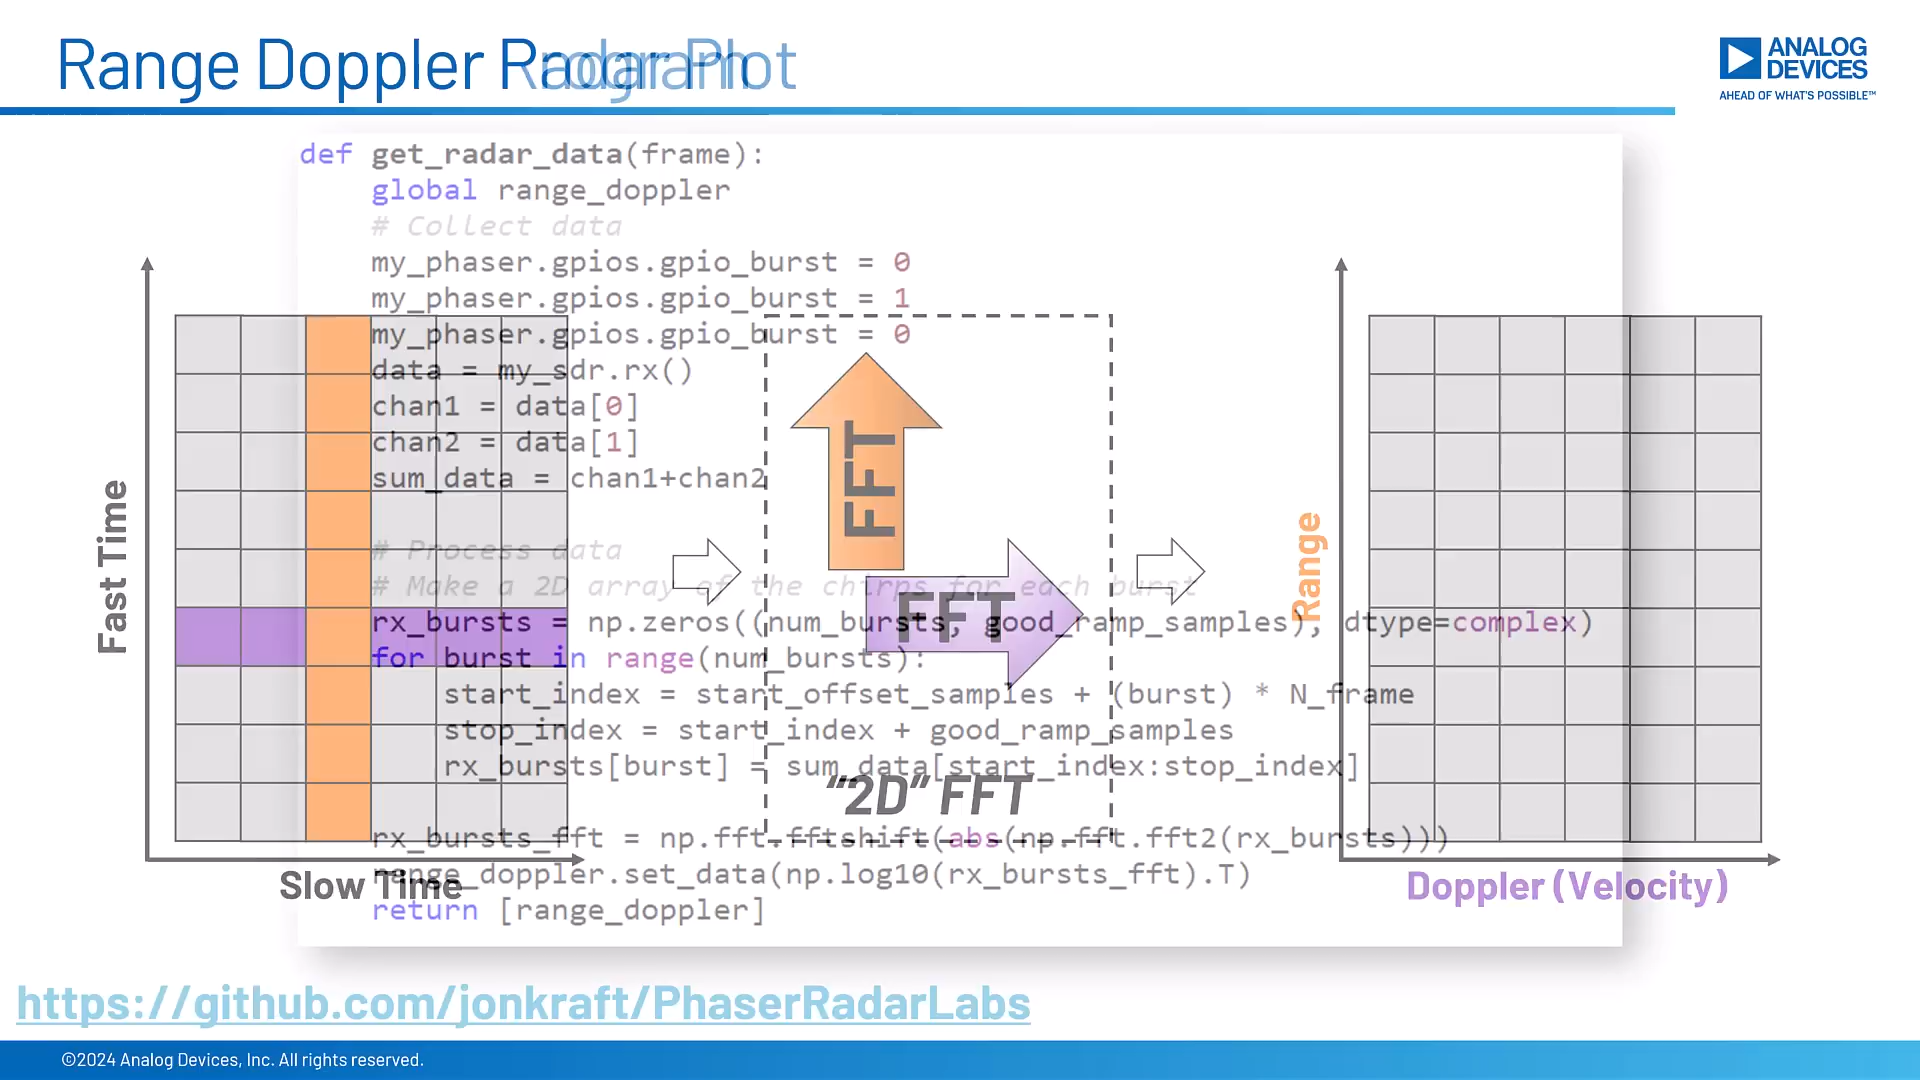 Range Doppler Radar Plot
ANALOG
DEVICES
AHEAD OF WHAT'S POSSIBLE™
def get_radar_data(frame):
global range_doppler
# Collect data
my_phaser.gpios.gpio_burst = 0
my_phaser.gpios.gpio_burst = 1
my_phaser.gpios.gpio_burst = 0
data = my_sdr.rx()
chan1 = data[0]
chan2 = data[1]
sum_data = chan1+chan2
# Process data
# Make a 2D array of the chirps for each burst
rx_bursts = np.zeros((num_bursts, good_ramp_samples), dtype=complex)
for burst in range(num_bursts):
start_index = start_offset_samples + (burst) * N_frame
stop_index = start_index + good_ramp_samples
rx_bursts[burst] = sum_data[start_index:stop_index]
rx_bursts_fft = np.fft.fftshift(abs(np.fft.fft2(rx_bursts)))
range_doppler.set_data(np.log10(rx_bursts_fft).T)
return [range_doppler]
Fast Time
Slow Time
FFT
FFT
“2D” FFT
Range
Doppler (Velocity)
https://github.com/jonkraft/PhaserRadarLabs
©2024 Analog Devices, Inc. All rights reserved.